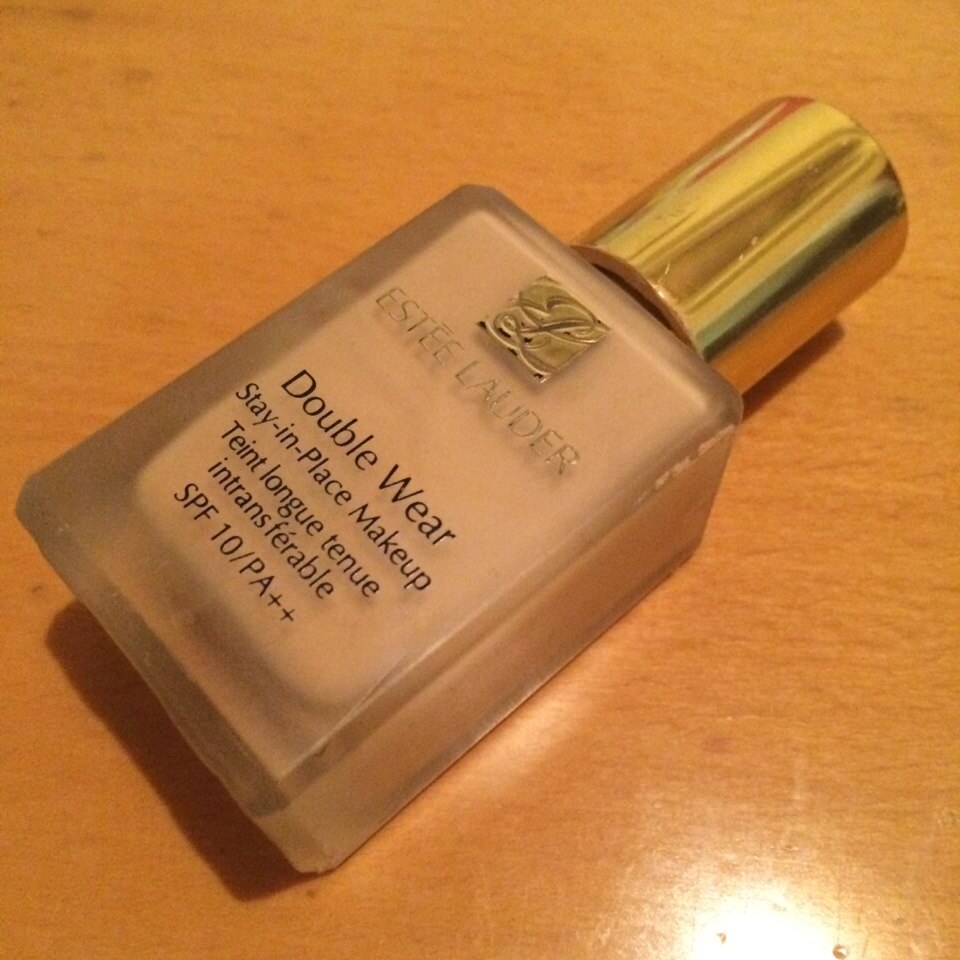 ESTĒE LAUDER
Double Wear
Stay-in-Place Makeup
Teint longue tenue
intransférable
SPF 10/PA++